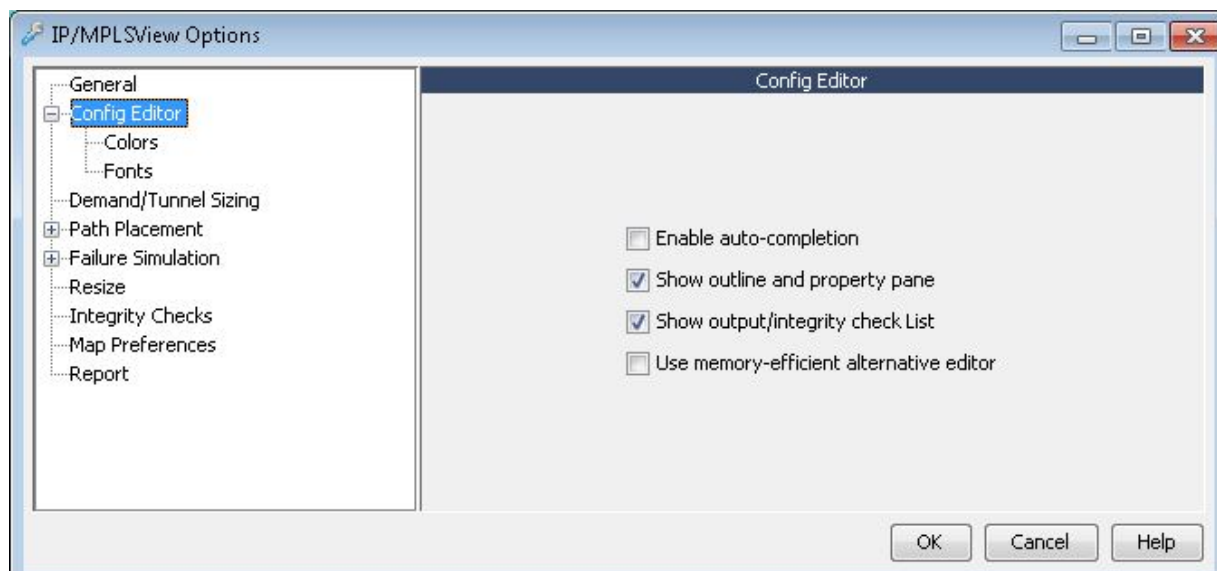 IP/MPLSView Options
General
Config Editor
Colors
Fonts
Demand/Tunnel Sizing
Path Placement
Failure Simulation
Resize
Integrity Checks
Map Preferences
Report
Config Editor
Enable auto-completion
Show outline and property pane
Show output/integrity check List
Use memory-efficient alternative editor
OK Cancel Help